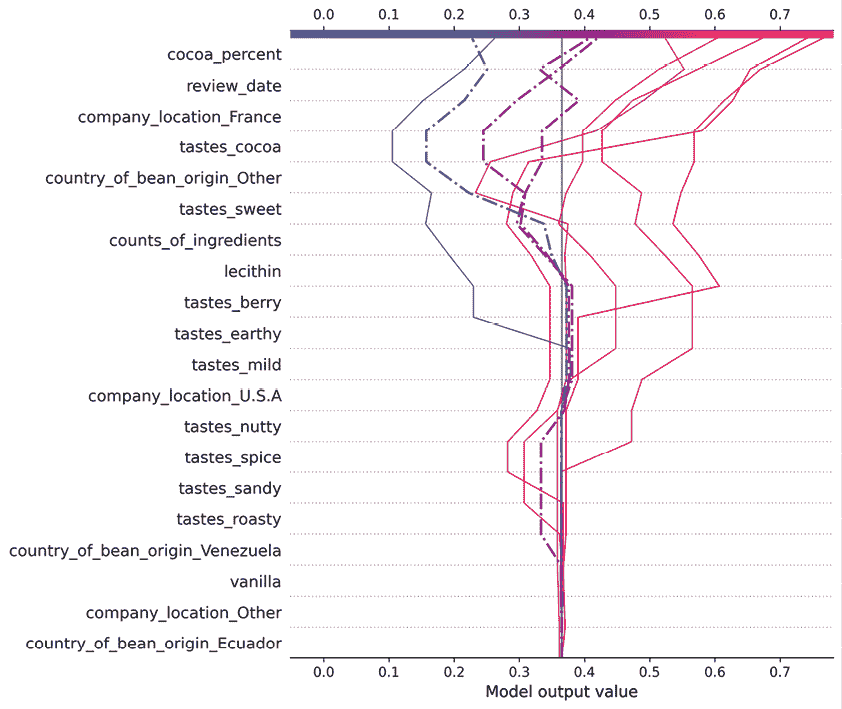 0.0 0.1 0.2 0.3 0.4 0.5 0.6 0.7
cocoa_percent
review_date
company_location_France
tastes_cocoa
country_of_bean_origin_Other
tastes_sweet
counts_of_ingredients
lecithin
tastes_berry
tastes_earthy
tastes_mild
company_location_U.S.A
tastes_nutty
tastes_spice
tastes_sandy
tastes_roasty
country_of_bean_origin_Venezuela
vanilla
company_location_Other
country_of_bean_origin_Ecuador
0.0 0.1 0.2 0.3 0.4 0.5 0.6 0.7
Model output value